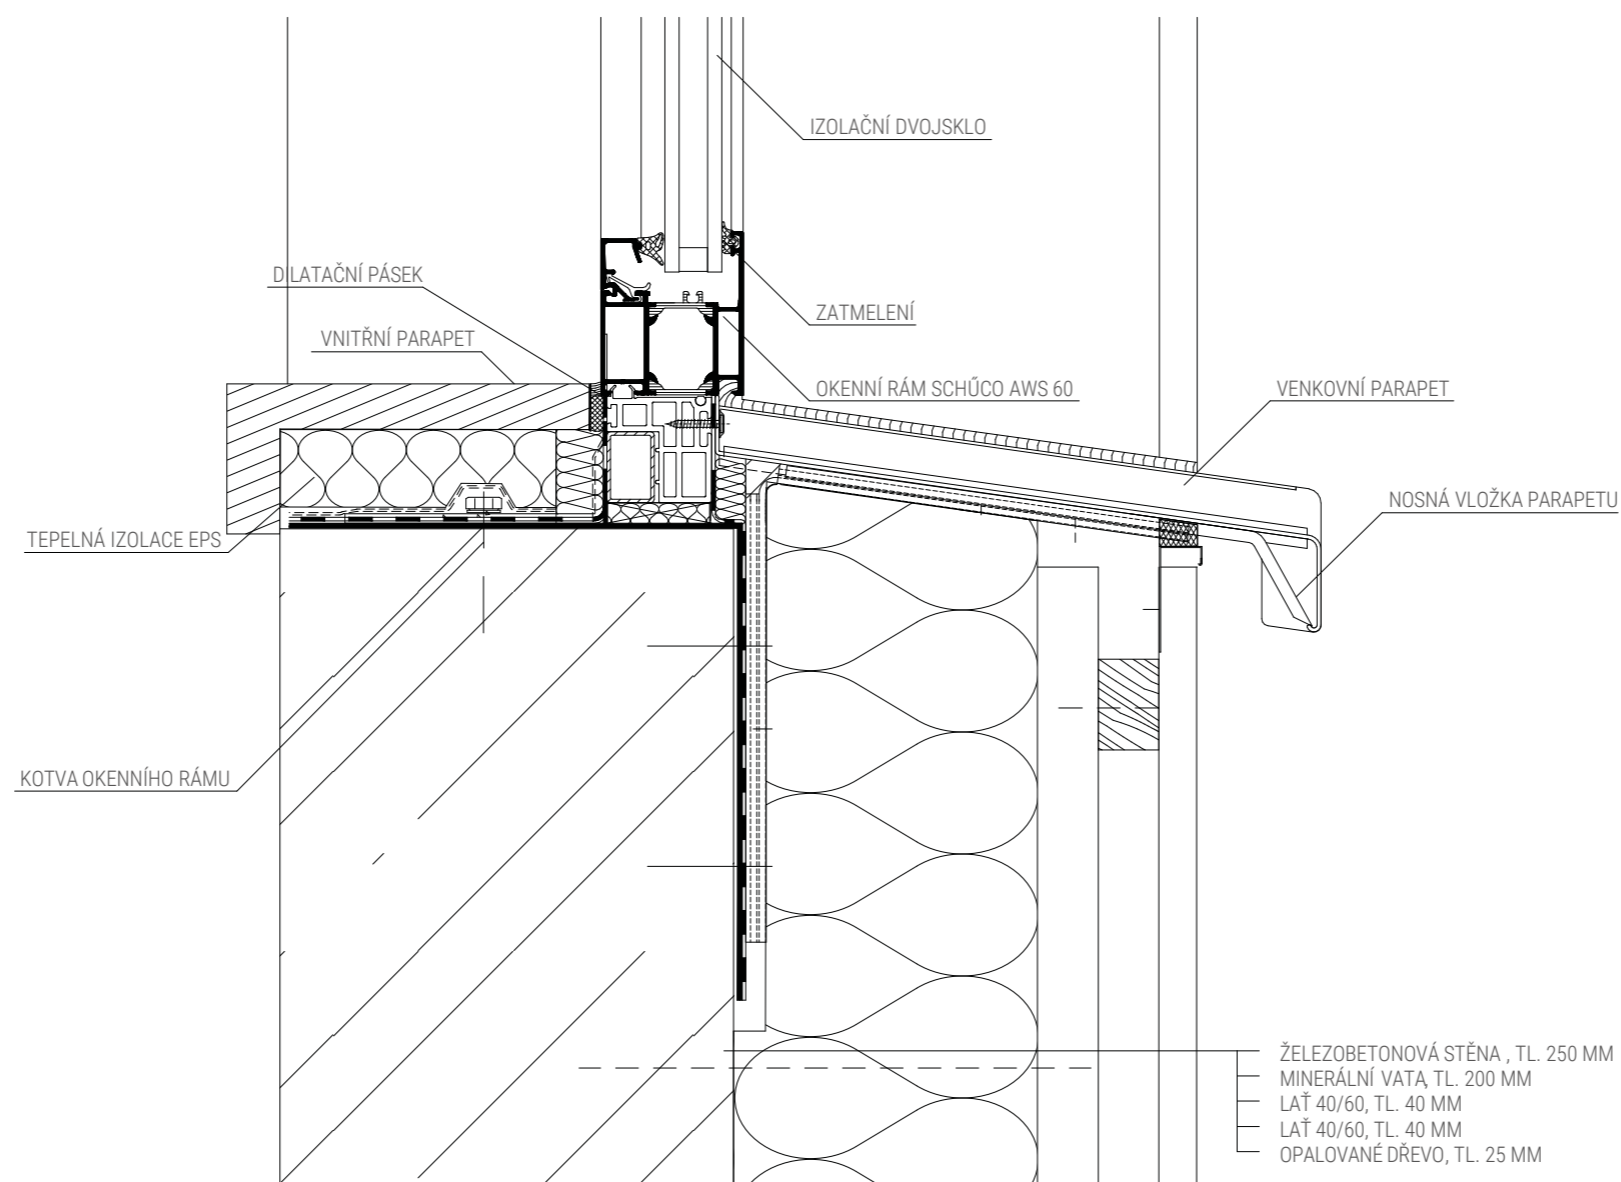 IZOLAČNÍ DVOJSKLO
DILATAČNÍ PÁSEK
ZATMELENÍ
VNITŘNÍ PARAPET
OKENNÍ RÁM SCHŰCO AWS 60
VENKOVNÍ PARAPET
NOSNÁ VLOŽKA PARAPETU
TEPELNÁ IZOLACE EPS
KOTVA OKENNÍHO RÁMU
ŽELEZOBETONOVÁ STĚNA , TL. 250 MM
MINERÁLNÍ VATA, TL. 200 MM
LAŤ 40/60, TL. 40 MM
LAŤ 40/60, TL. 40 MM
OPALOVANÉ DŘEVO, TL. 25 MM